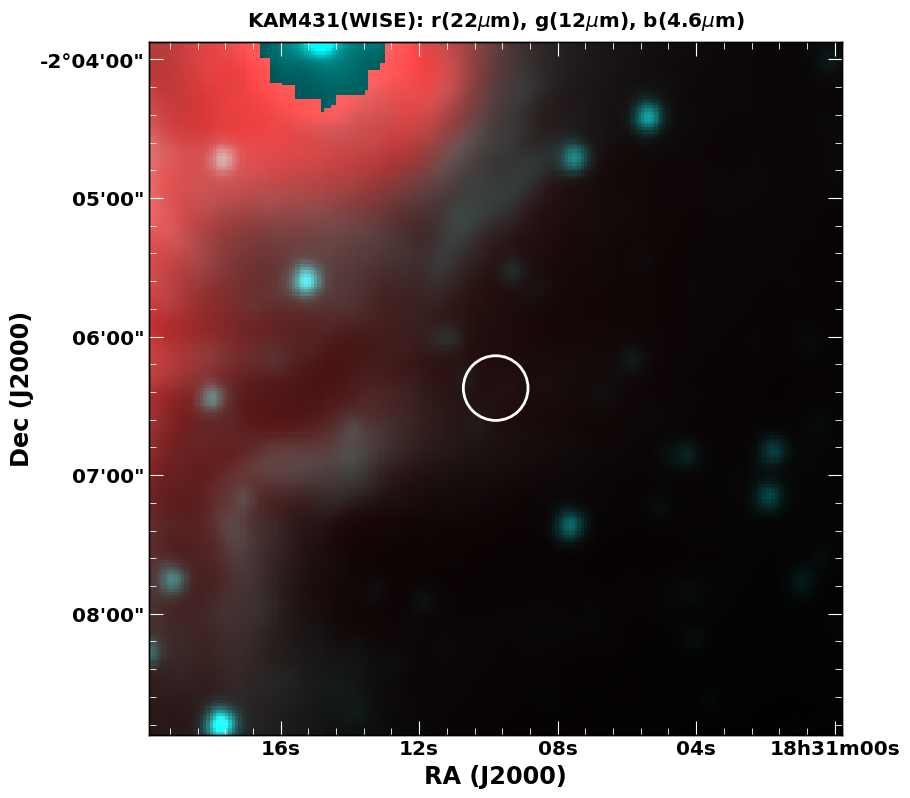 KAM431(WISE): r(22μm), g(12μm), b(4.6μm)
-2°04'00"
05'00"
06'00"
07'00"
08'00"
Dec (J2000)
16s 12s 08s 04s 18h31m00s
RA (J2000)